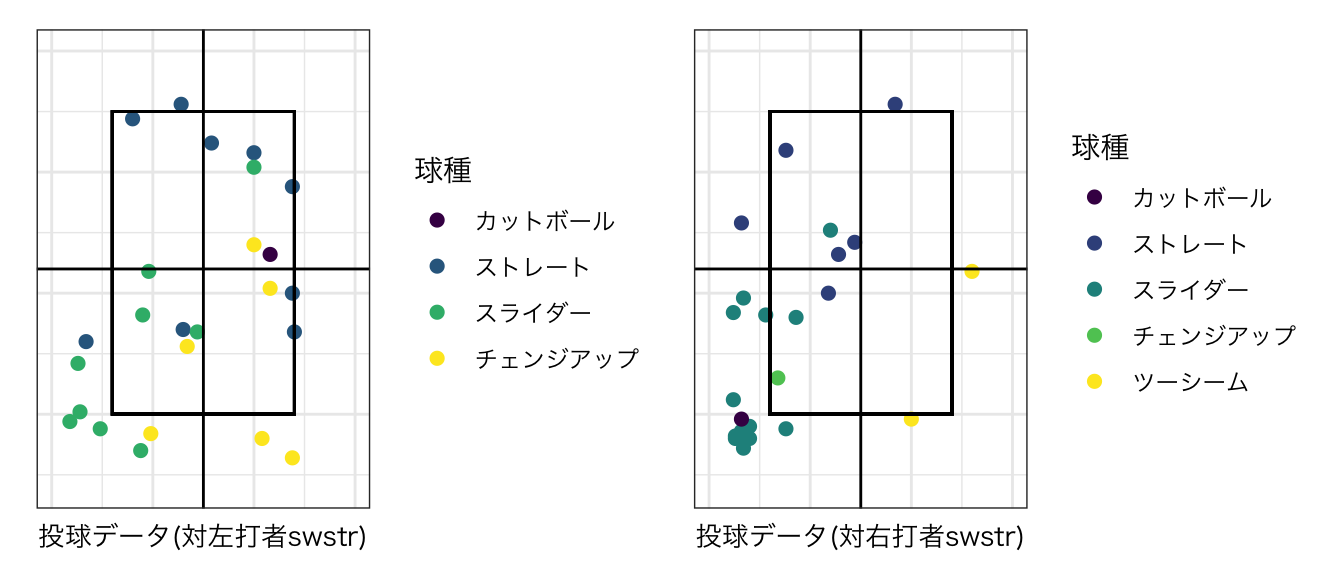 球種
カットボール
ストレート
スライダー
チェンジアップ
投球データ(対左打者swstr)
球種
カットボール
ストレート
スライダー
チェンジアップ
ツーシーム
投球データ(対右打者swstr)